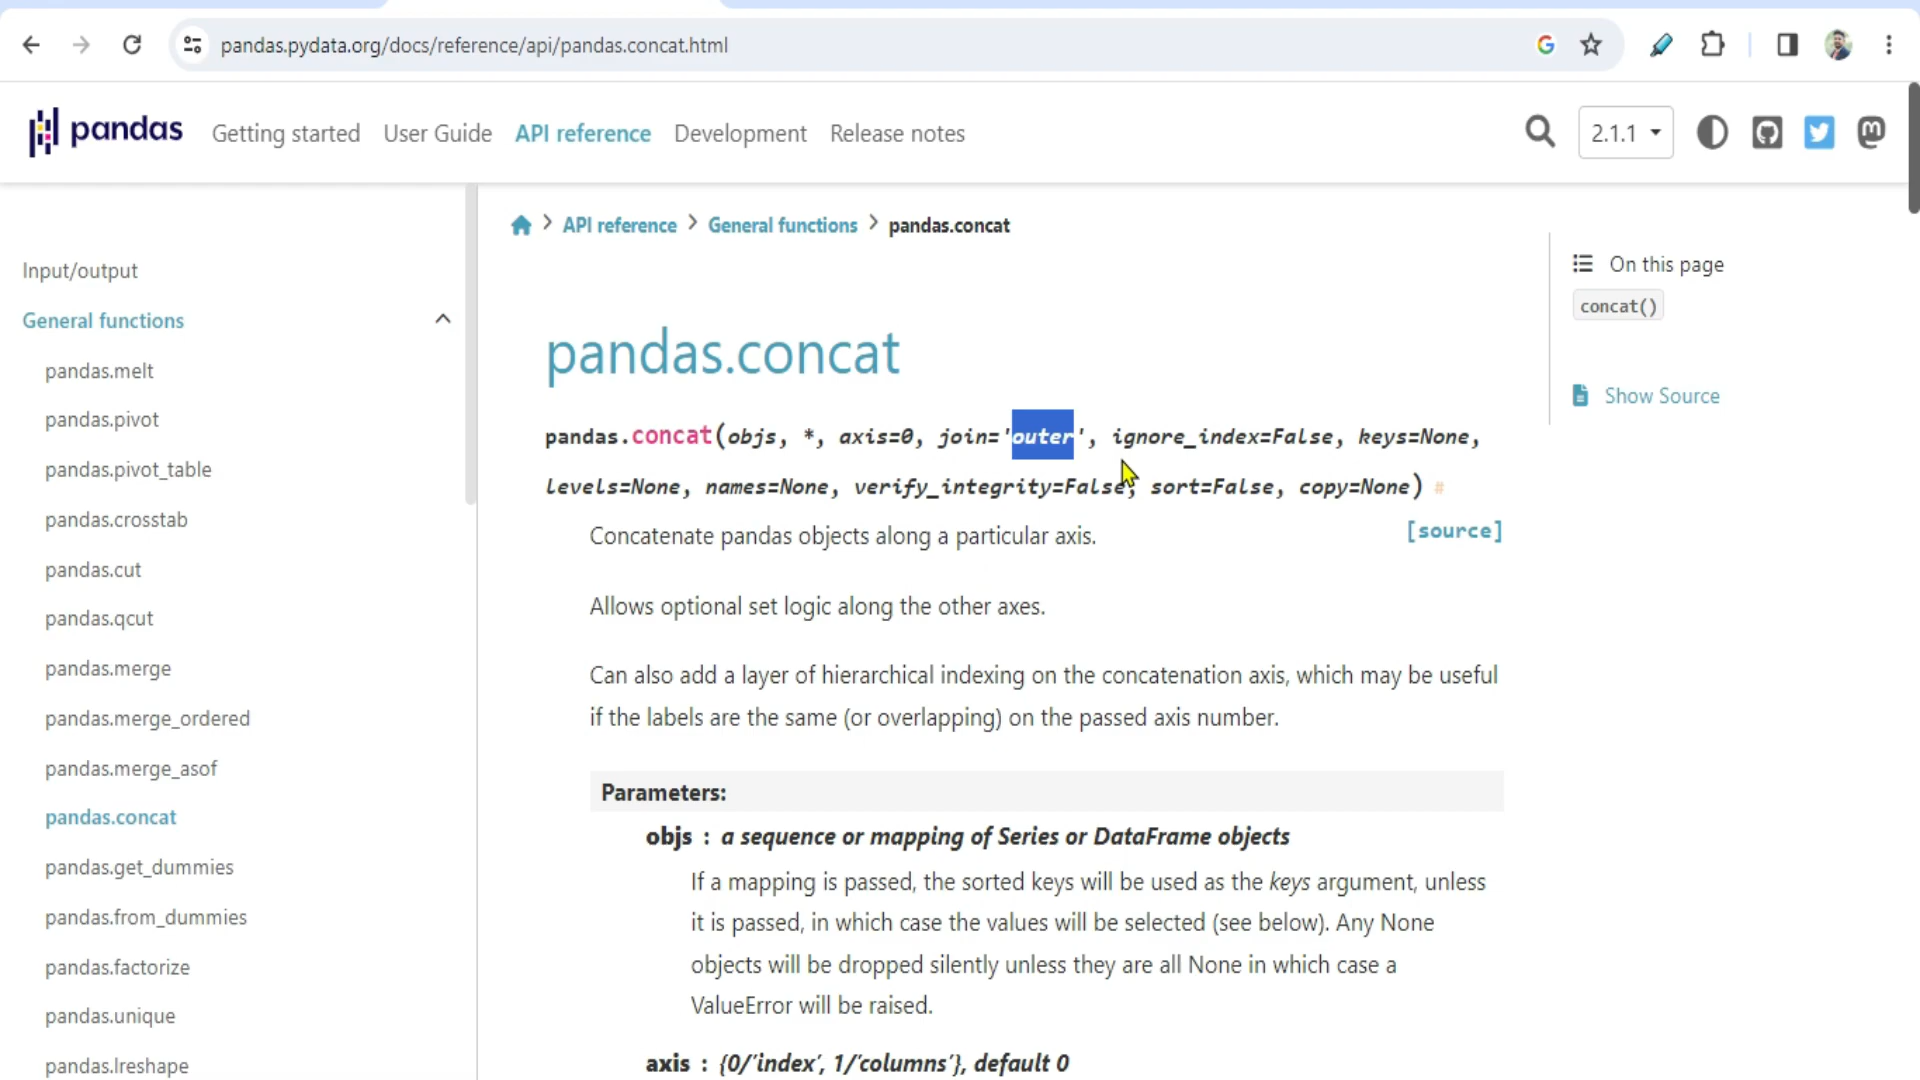 pandas.pydata.org/docs/reference/api/pandas.concat.html
pandas
Getting started
User Guide
API reference
Development
Release notes
2.1.1
Input/output
General functions
pandas.melt
pandas.pivot
pandas.pivot_table
pandas.crosstab
pandas.cut
pandas.qcut
pandas.merge
pandas.merge_ordered
pandas.merge_asof
pandas.concat
pandas.get_dummies
pandas.from_dummies
pandas.factorize
pandas.unique
pandas.lreshape
API reference > General functions > pandas.concat
pandas.concat
pandas.concat(objs, *, axis=0, join='outer', ignore_index=False, keys=None,
levels=None, names=None, verify_integrity=False, sort=False, copy=None) #
[source]
Concatenate pandas objects along a particular axis.
Allows optional set logic along the other axes.
Can also add a layer of hierarchical indexing on the concatenation axis, which may be useful
if the labels are the same (or overlapping) on the passed axis number.
Parameters:
objs : a sequence or mapping of Series or DataFrame objects
If a mapping is passed, the sorted keys will be used as the keys argument, unless
it is passed, in which case the values will be selected (see below). Any None
objects will be dropped silently unless they are all None in which case a
ValueError will be raised.
axis : {0/'index', 1/'columns'}, default 0
On this page
concat()
Show Source